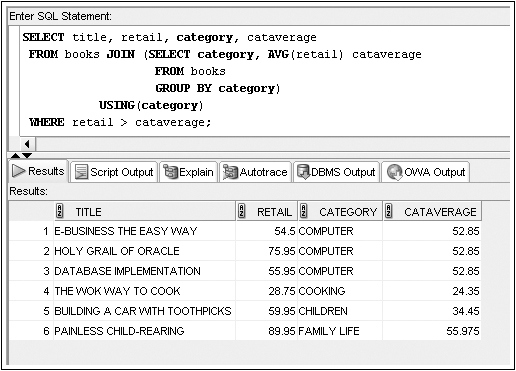 Enter SQL Statement:
SELECT title, retail, category, cataverage
FROM books JOIN (SELECT category, AVG(retail) cataverage
FROM books
GROUP BY category)
USING(category)
WHERE retail > cataverage;
Results Script Output Explain Autotrace DBMS Output OWA Output
Results:
TITLE RETAIL CATEGORY CATAVERAGE
1 E-BUSINESS THE EASY WAY 54.5 COMPUTER 52.85
2 HOLY GRAIL OF ORACLE 75.95 COMPUTER 52.85
3 DATABASE IMPLEMENTATION 55.95 COMPUTER 52.85
4 THE WOK WAY TO COOK 28.75 COOKING 24.35
5 BUILDING A CAR WITH TOOTHPICKS 59.95 CHILDREN 34.45
6 PAINLESS CHILD-REARING 89.95 FAMILY LIFE 55.975